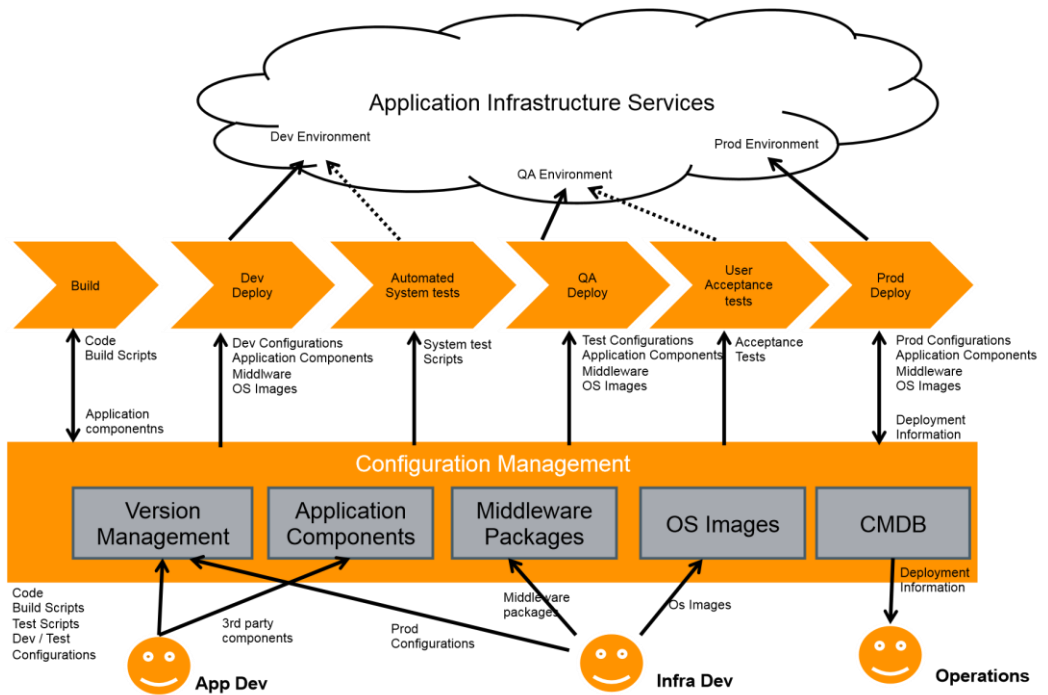 Application Infrastructure Services
Dev Environment
Prod Environment
QA Environment
Build
Dev
Deploy
Automated
System tests
QA
Deploy
User
Acceptance
tests
Prod
Deploy
Code
Build Scripts
Dev Configurations
Application Components
Middlware
OS Images
System test
Scripts
Test Configurations
Application Components
Middleware
OS Images
Acceptance
Tests
Prod Configurations
Application Components
Middleware
OS Images
Application
componentns
Deployment
Information
Configuration Management
Version
Management
Application
Components
Middleware
Packages
OS Images
CMDB
Code
Build Scripts
Test Scripts
Dev / Test
Configurations
3rd party
components
Prod
Configurations
Middleware
packages
Os Images
Deployment
Information
App Dev
Infra Dev
Operations